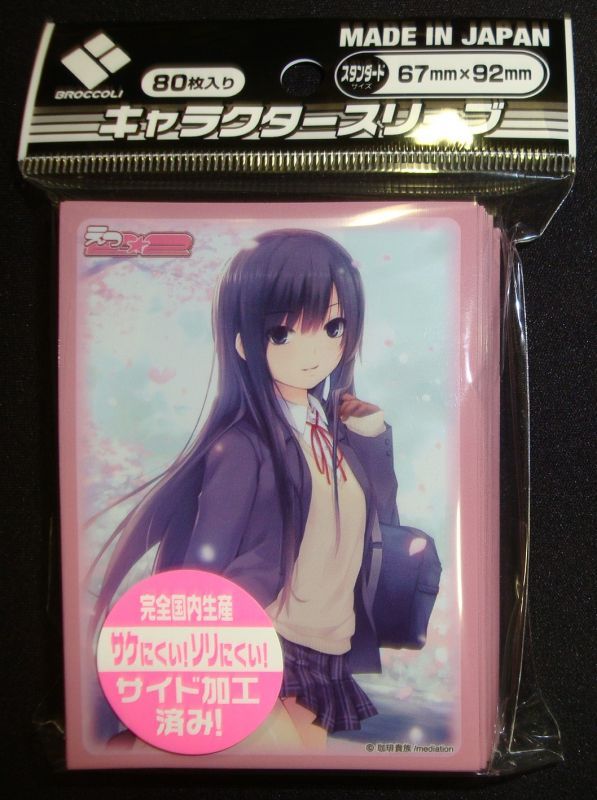 MADE IN JAPAN
BROCCOLI
80枚入り
スタンダード
サイズ
67mm×92mm
キャラクタースリーブ
えつ
完全国内生産
サケにくい!ソリにくい!
サイド加工
済み!
© 珈琲貴族/mediation